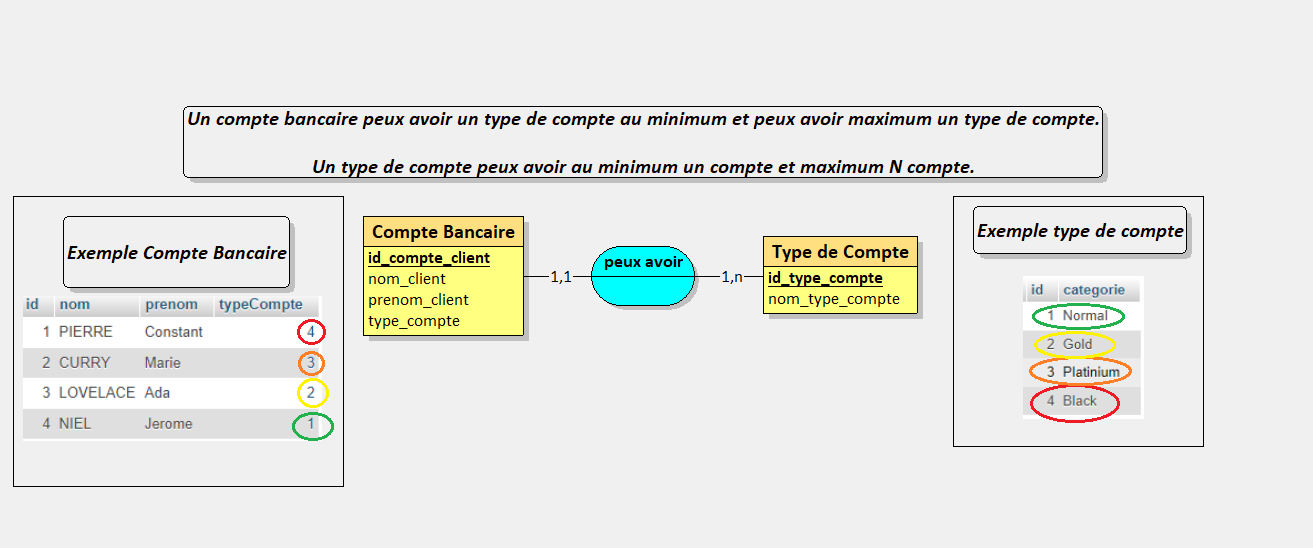 Un compte bancaire peux avoir un type de compte au minimum et peux avoir maximum un type de compte.
Un type de compte peux avoir au minimum un compte et maximum N compte.
Exemple Compte Bancaire
id nom prenom typeCompte
1 PIERRE Constant 4
2 CURRY Marie 3
3 LOVELACE Ada 2
4 NIEL Jerome 1
Compte Bancaire
id_compte_client
nom_client
prenom_client
type_compte
1,1
peux avoir
1,n
Type de Compte
id_type_compte
nom_type_compte
Exemple type de compte
id categorie
1 Normal
2 Gold
3 Platinium
4 Black